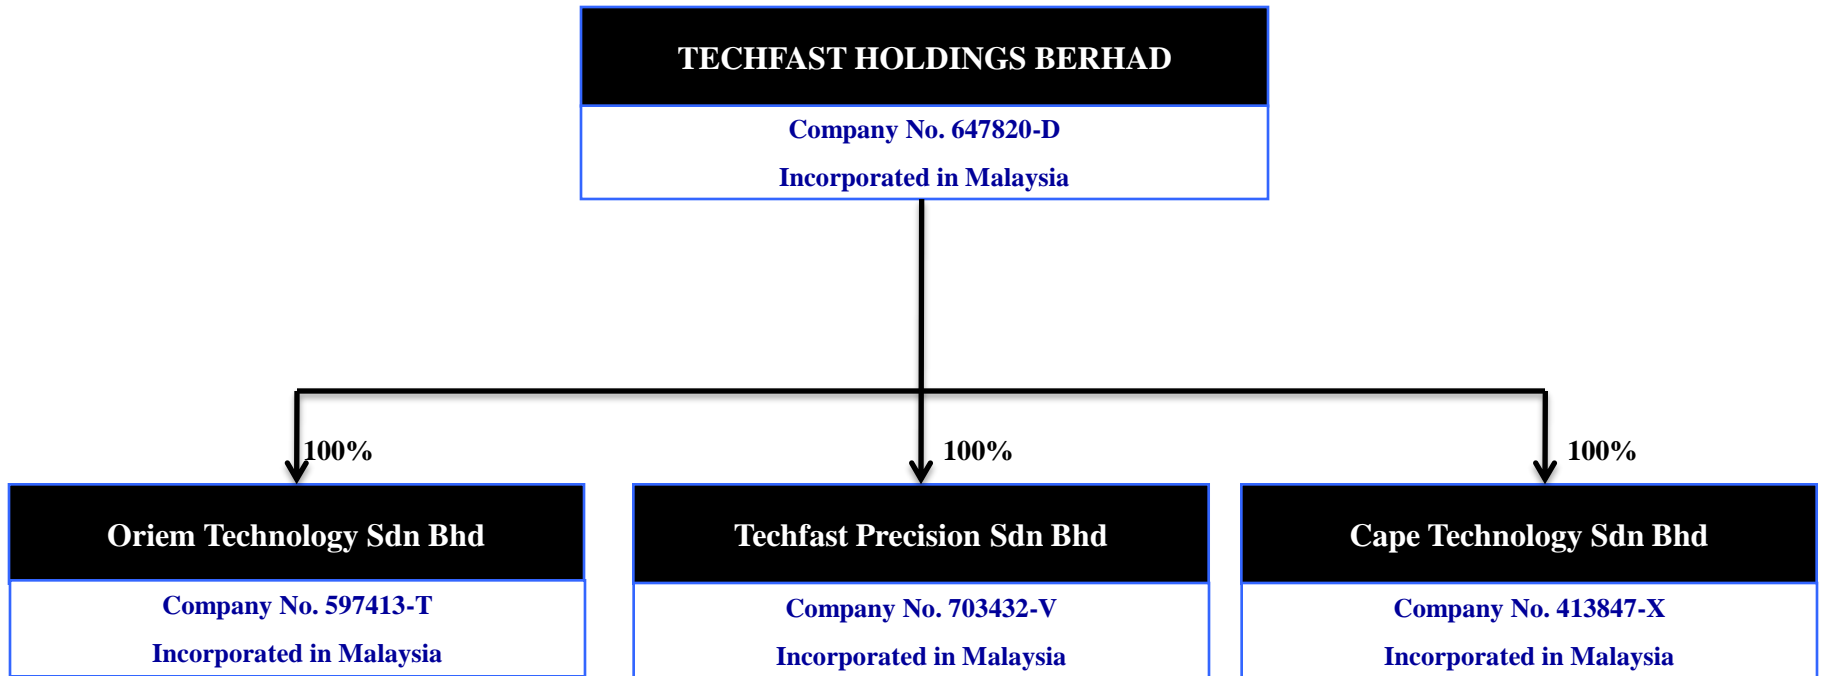 TECHFAST HOLDINGS BERHAD
Company No. 647820-D
Incorporated in Malaysia
100%
100%
100%
Oriem Technology Sdn Bhd
Company No. 597413-T
Incorporated in Malaysia
Techfast Precision Sdn Bhd
Company No. 703432-V
Incorporated in Malaysia
Cape Technology Sdn Bhd
Company No. 413847-X
Incorporated in Malaysia